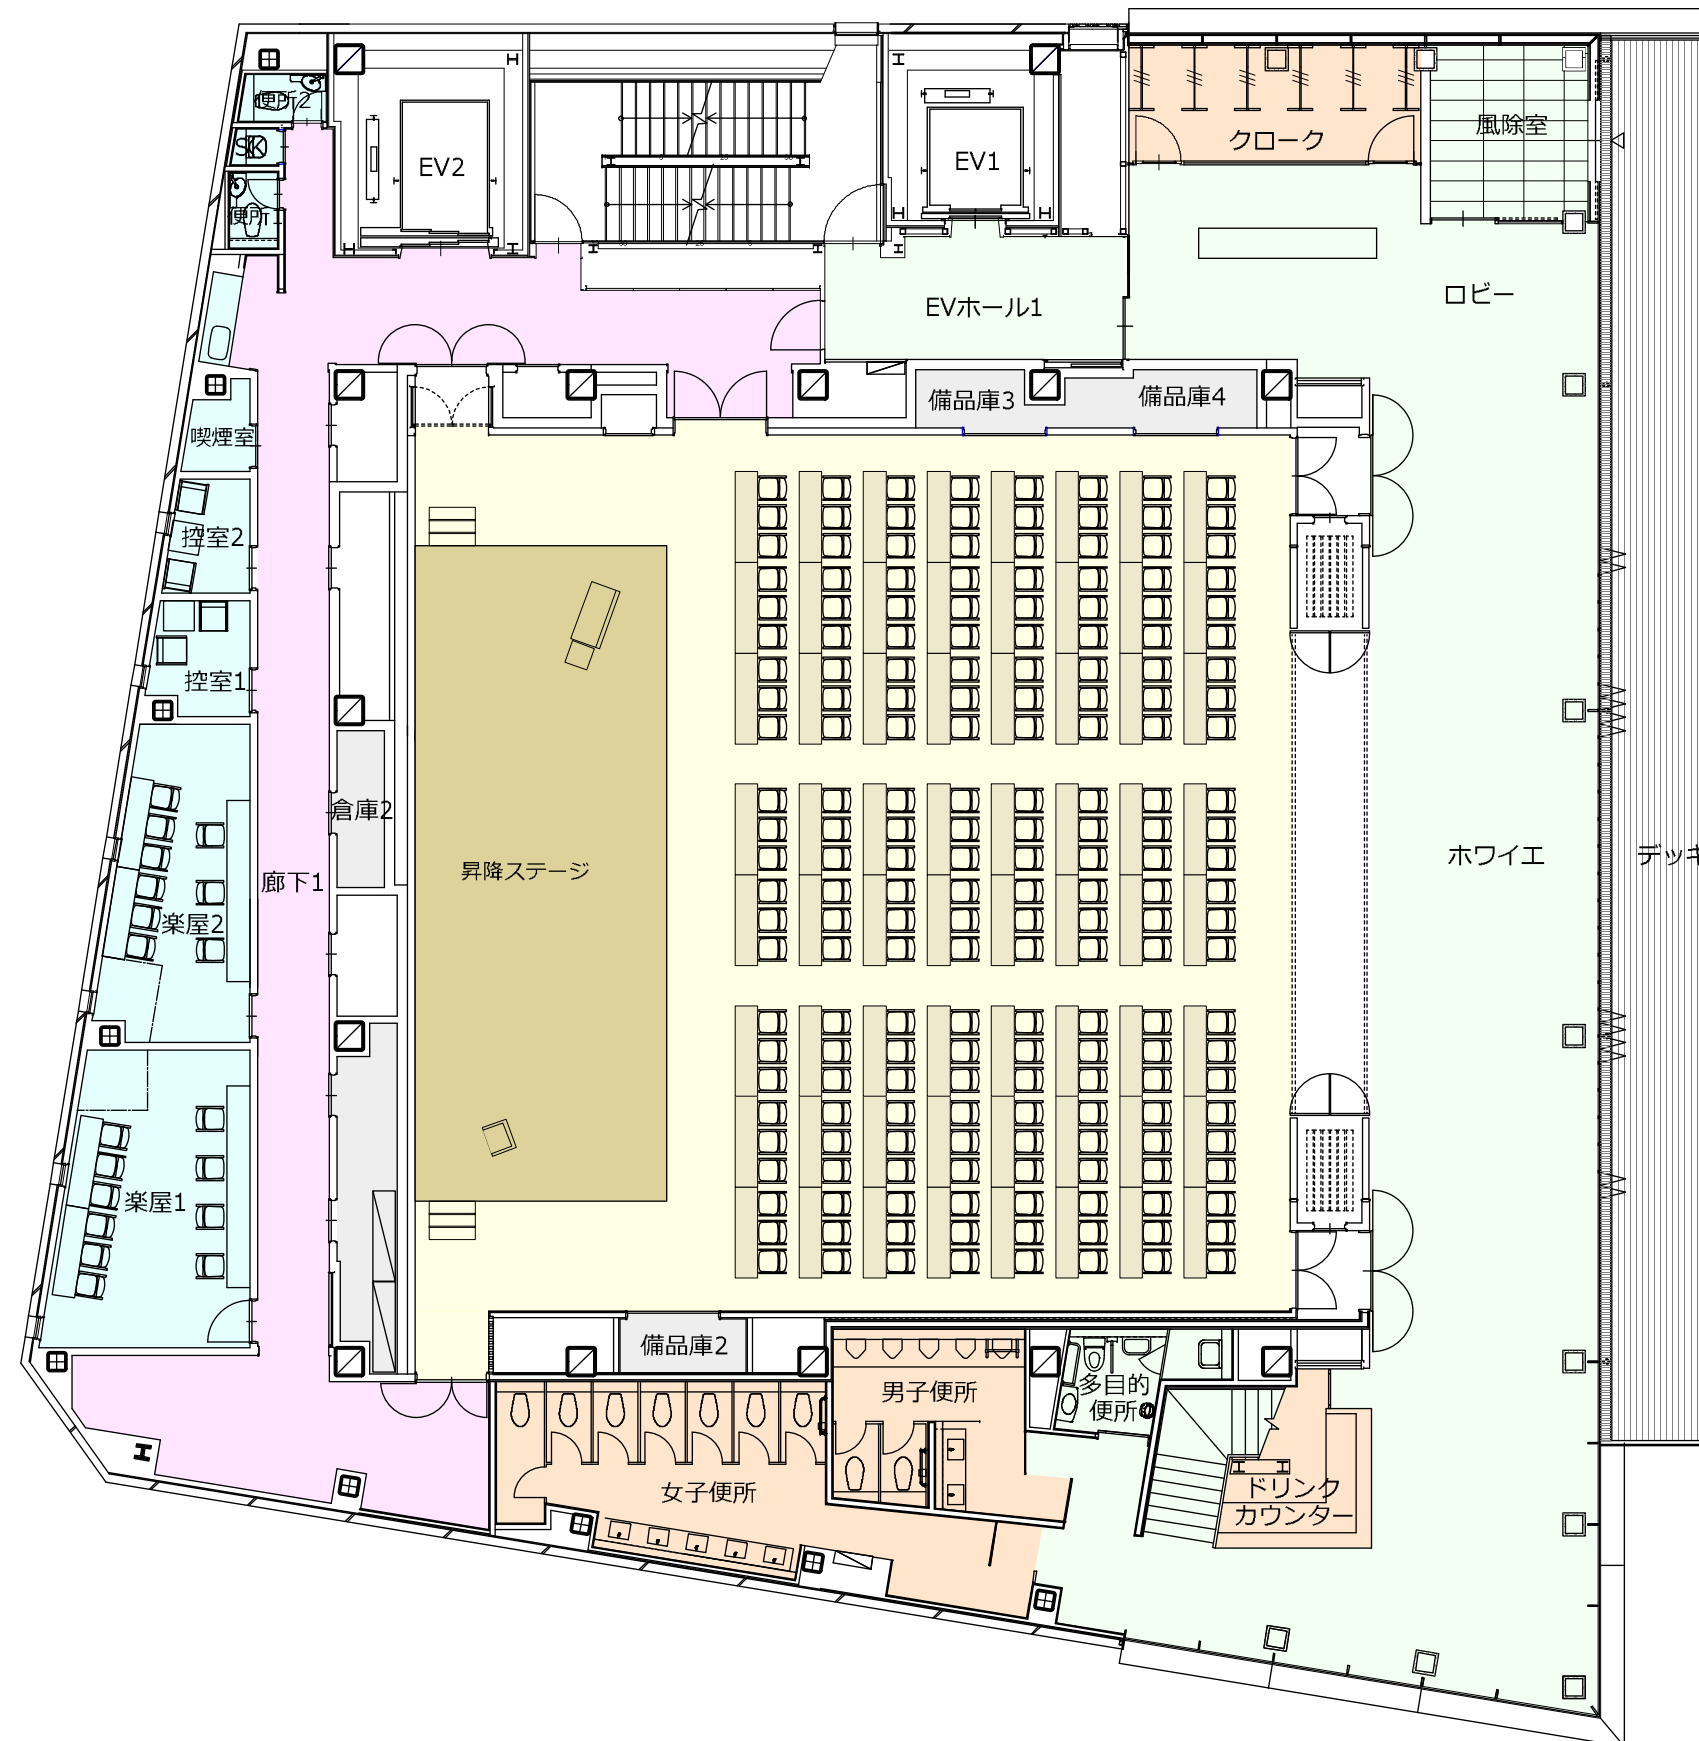 便所2
SK
便所1
EV2
EV1
クローク
風除室
EVホール1
ロビー
備品庫3
備品庫4
喫煙室
控室2
控室1
倉庫2
廊下1
楽屋2
昇降ステージ
ホワイエ
デッキ
楽屋1
備品庫2
男子便所
多目的
便所
女子便所
ドリンク
カウンター